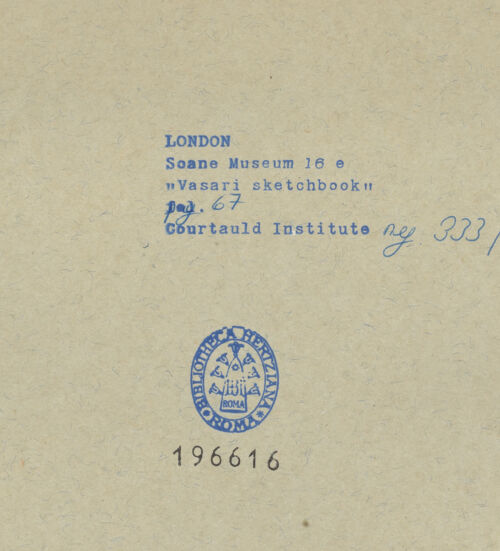 LONDON
Soane Museum 16 e
"Vasari sketchbook"
pag. 67
Courtauld Institute neg 333/
BIBLIOTHECA HERTZIANA
ROMA
ROMA
196616